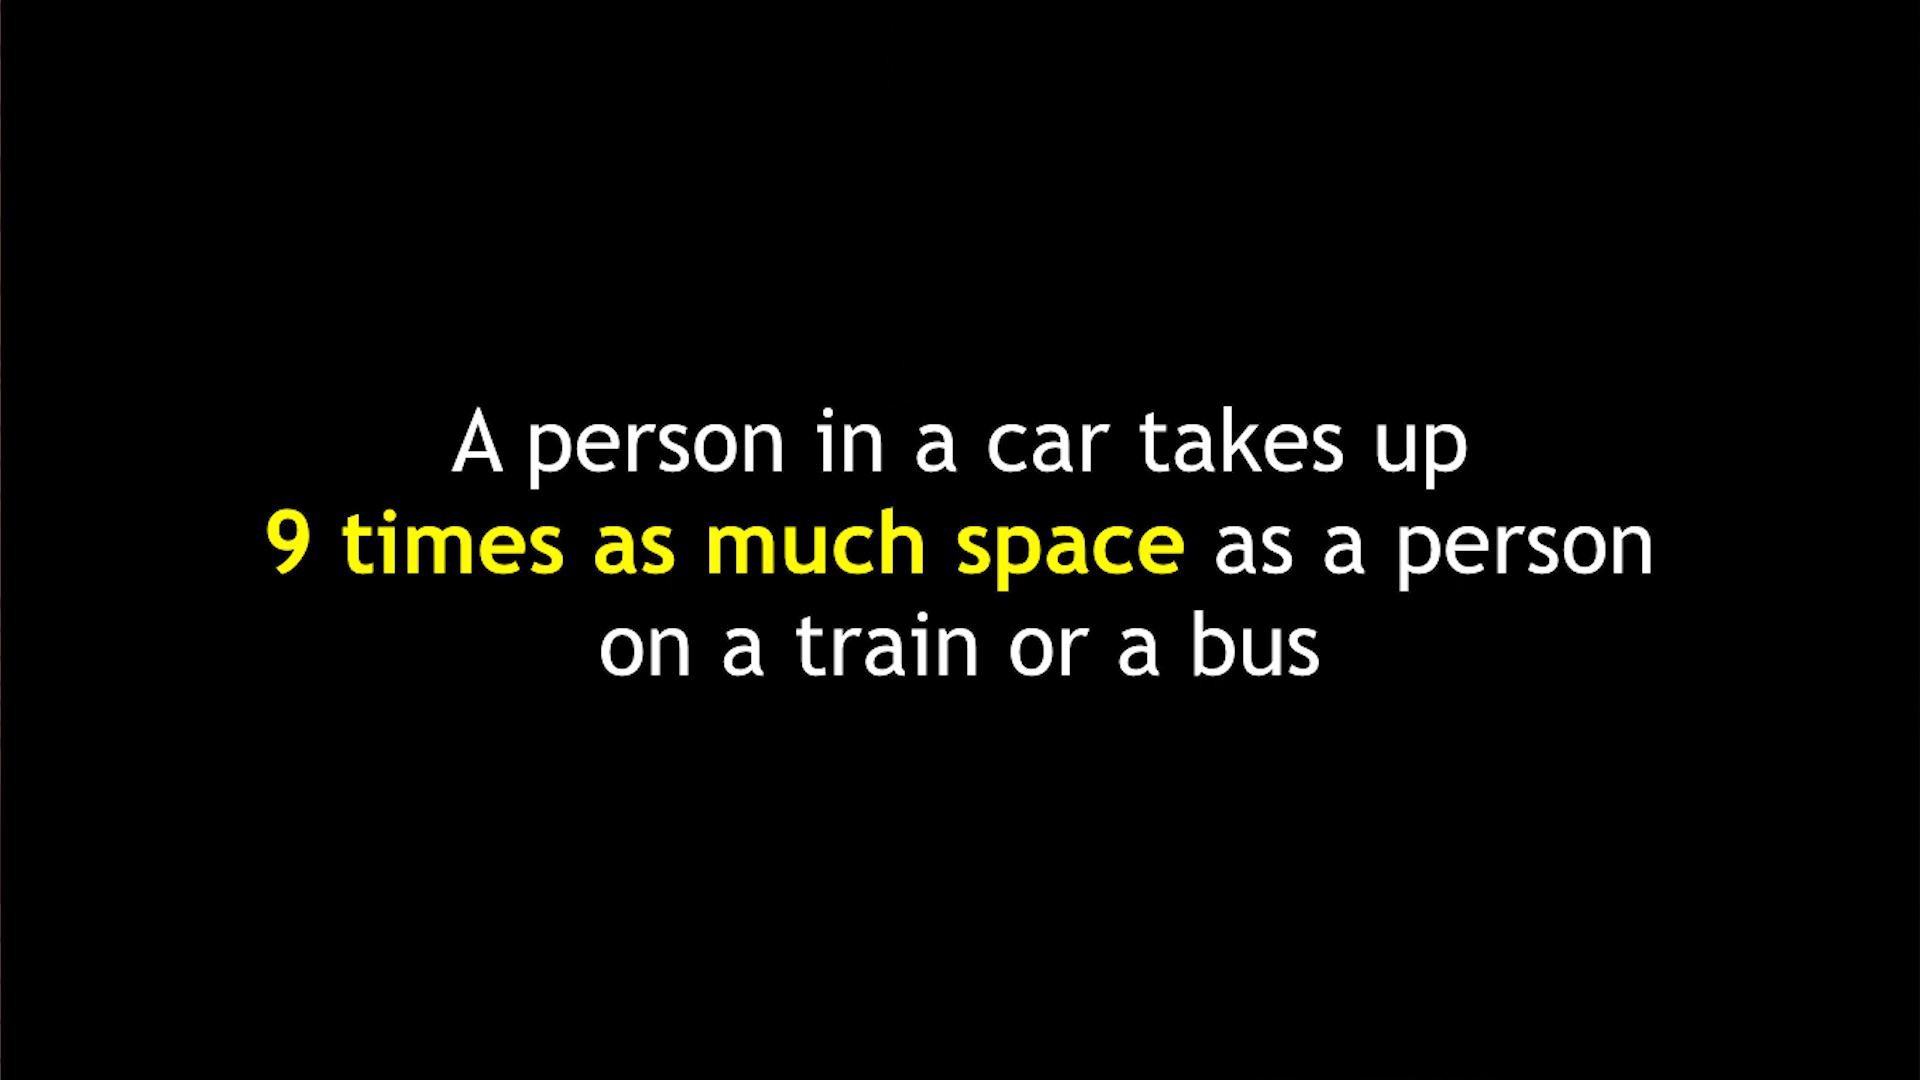 A person in a car takes up
9 times as much space as a person
on a train or a bus